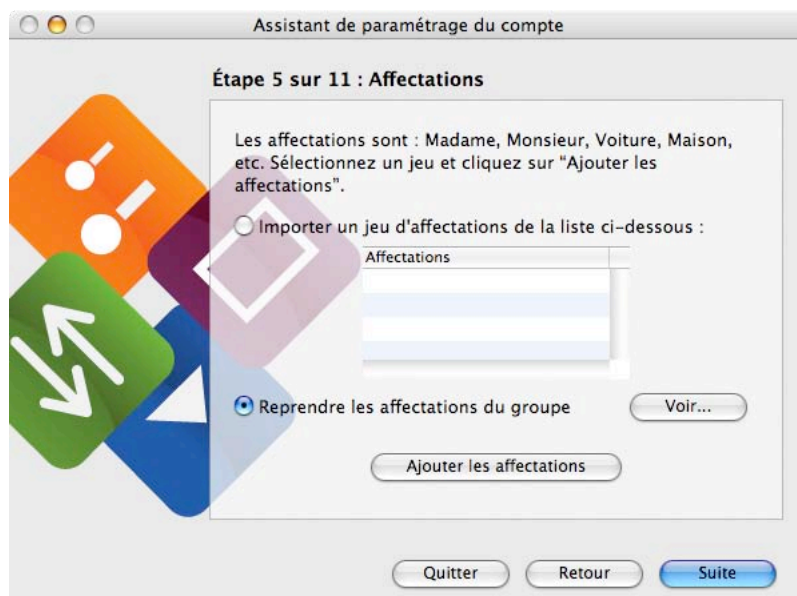 Assistant de paramétrage du compte
Étape 5 sur 11 : Affectations
Les affectations sont : Madame, Monsieur, Voiture, Maison,
etc. Sélectionnez un jeu et cliquez sur “Ajouter les
affectations”.
Importer un jeu d'affectations de la liste ci-dessous :
Affectations
Reprendre les affectations du groupe
Voir...
Ajouter les affectations
Quitter
Retour
Suite